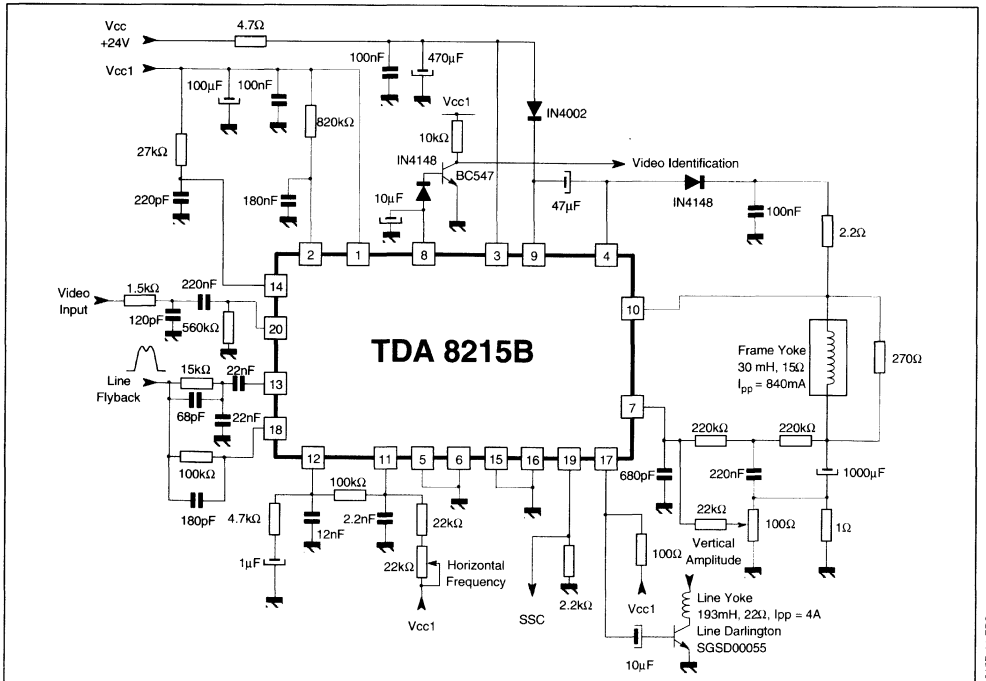 Vcc
+24V
4.7Ω
Vcc1
100µF
100nF
100nF
470µF
820kΩ
27kΩ
220pF
180nF
Vcc1
10kΩ
IN4148
BC547
10µF
IN4002
Video Identification
47µF
IN4148
100nF
2.2Ω
2
1
8
3
9
4
14
20
13
18
10
7
12
11
5
6
15
16
19
17
TDA 8215B
Video
Input
1.5kΩ
220nF
120pF
560kΩ
Line
Flyback
15kΩ
22nF
68pF
22nF
100kΩ
180pF
Frame Yoke
30 mH, 15Ω
Ipp = 840mA
270Ω
220kΩ
220kΩ
680pF
220nF
1000µF
22kΩ
100Ω
1Ω
Vertical
Amplitude
4.7kΩ
100kΩ
12nF
2.2nF
1µF
22kΩ
22kΩ
Horizontal
Frequency
Vcc1
SSC
2.2kΩ
100Ω
Vcc1
10µF
Line Yoke
193mH, 22Ω, Ipp = 4A
Line Darlington
SGSD00055